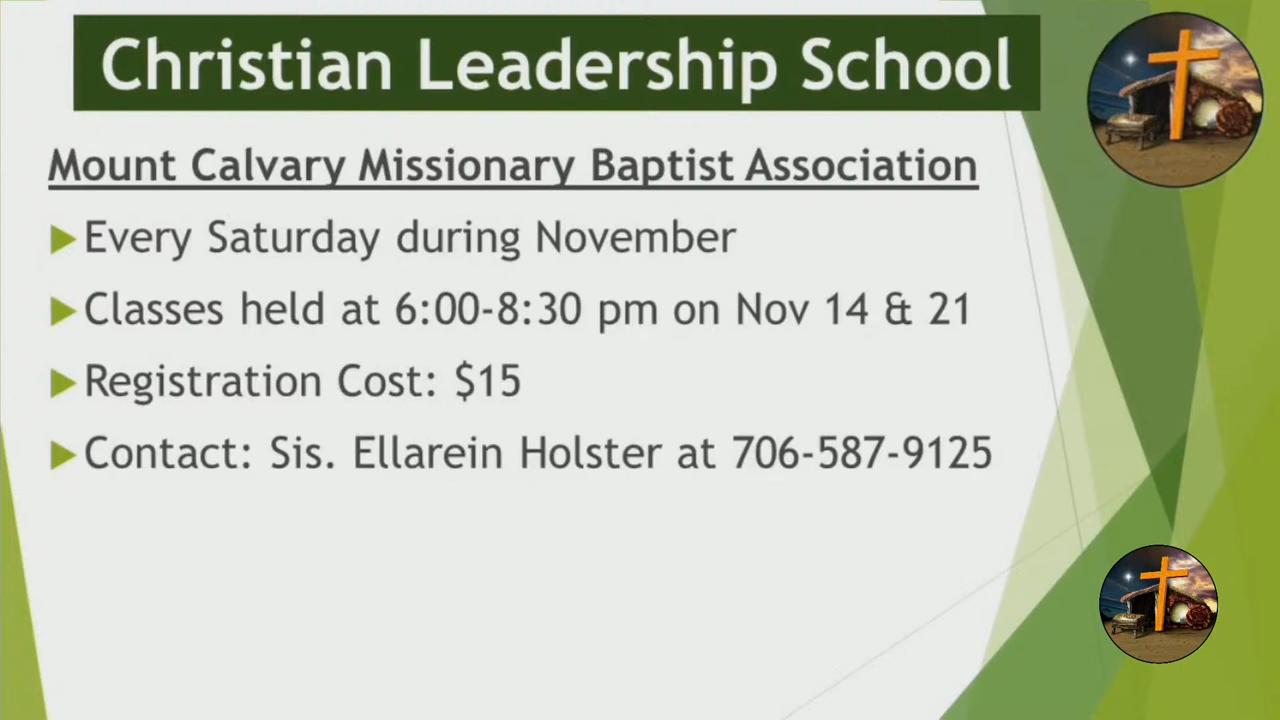 Christian Leadership School
Mount Calvary Missionary Baptist Association
Every Saturday during November
Classes held at 6:00-8:30 pm on Nov 14 & 21
Registration Cost: $15
Contact: Sis. Ellarein Holster at 706-587-9125